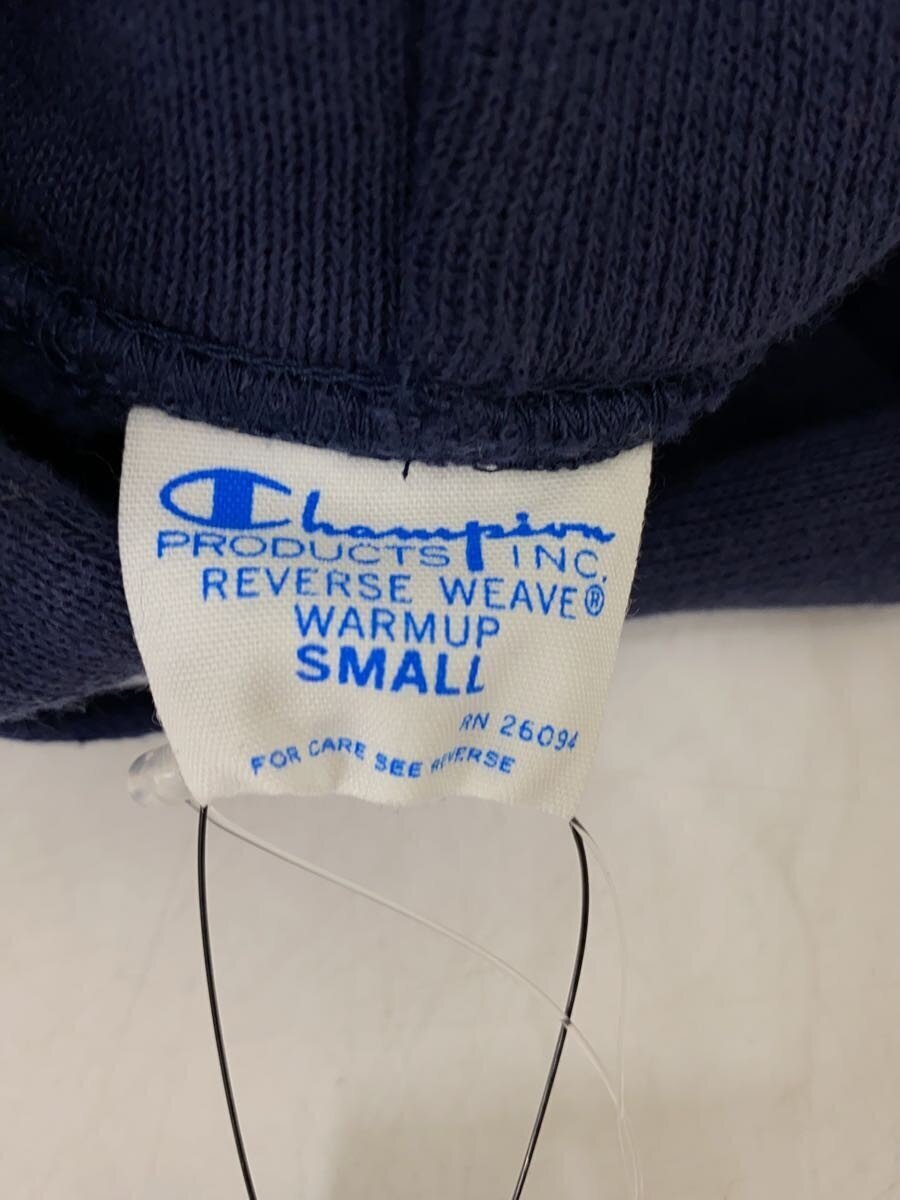 Champion
PRODUCTS INC.
REVERSE WEAVE®
WARMUP
SMALL
RN 26094
FOR CARE SEE REVERSE